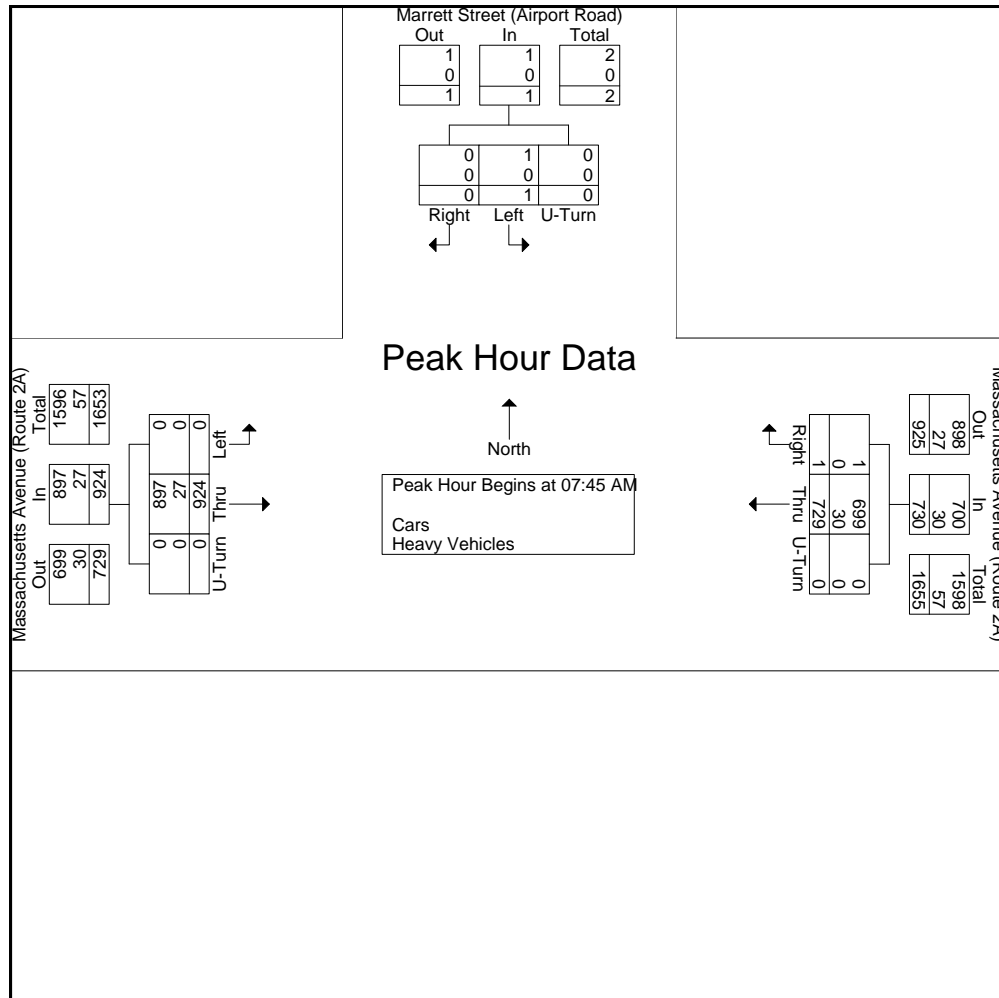 Marrett Street (Airport Road)
Out In Total
1 1 2
0 0 0
1 1 2
0 1 0
0 0 0
0 1 0
Right Left U-Turn
Peak Hour Data
North
Peak Hour Begins at 07:45 AM
Cars
Heavy Vehicles
Massachusetts Avenue (Route 2A)
Total In Out
1596 897 699
57 27 30
1653 924 729
Left Thru U-Turn
0 897 0
0 27 0
0 924 0
Massachusetts Avenue (Route 2A)
Out In Total
898 700 1598
27 30 57
925 730 1655
1 699 0
0 30 0
1 729 0
Right Thru U-Turn